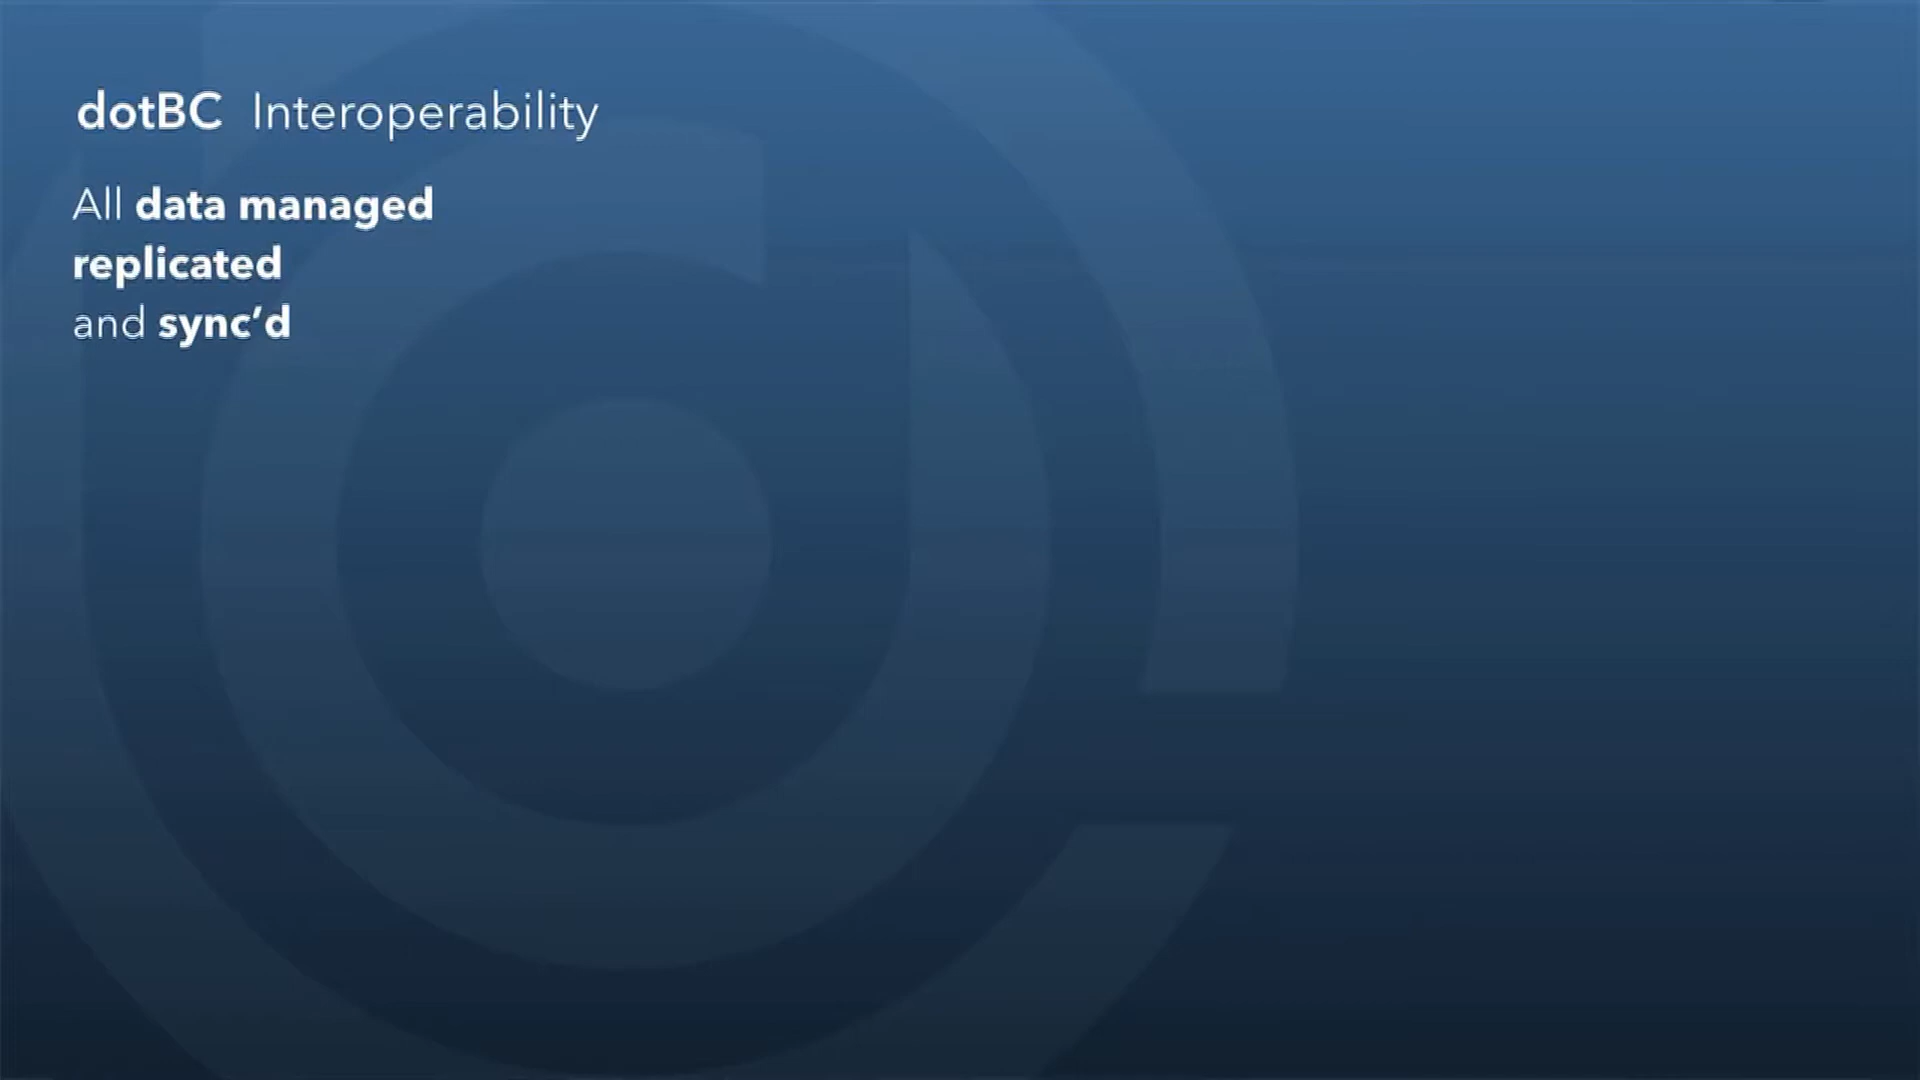 dotBC Interoperability
All data managed
replicated
and sync’d